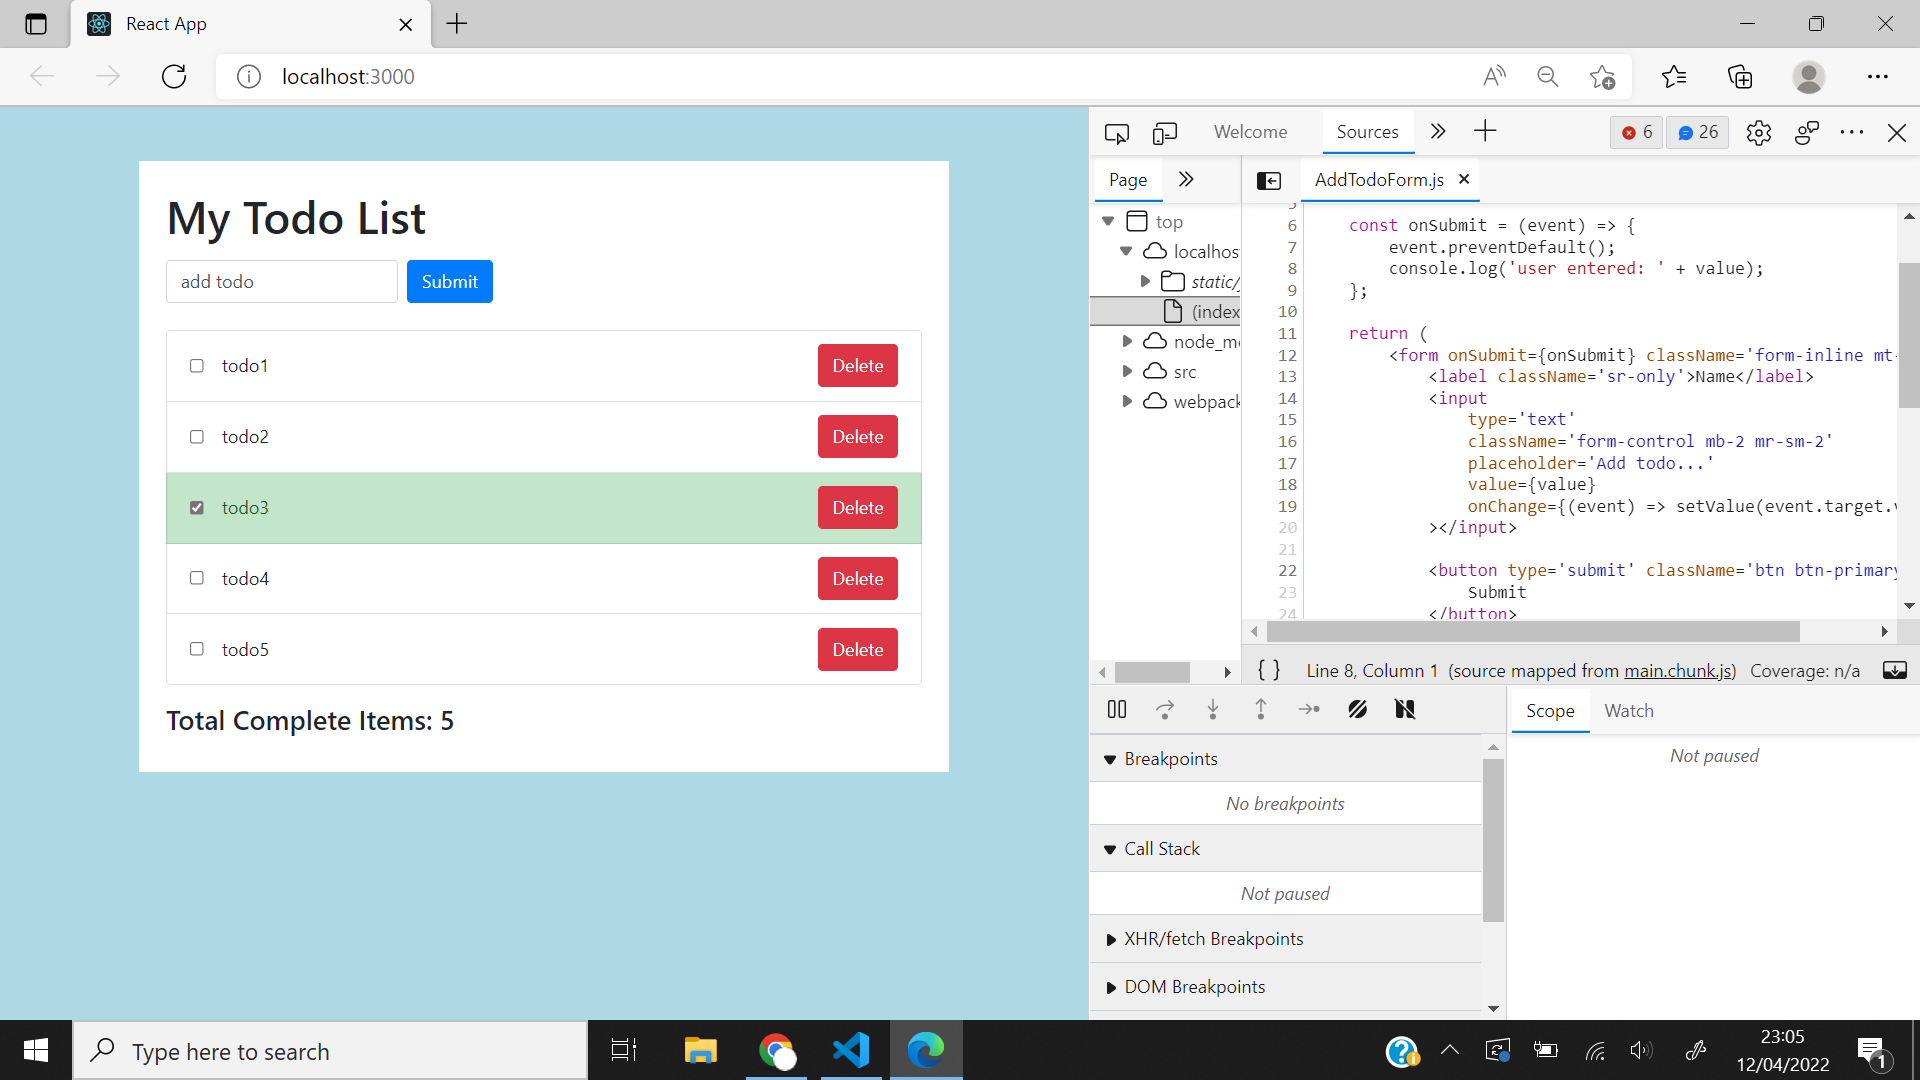 React App
localhost:3000
My Todo List
add todo
Submit
todo1
Delete
todo2
Delete
todo3
Delete
todo4
Delete
todo5
Delete
Total Complete Items: 5
Welcome
Sources
6
26
Page
AddTodoForm.js
top
localhos
static/
(index
node_m
src
webpack
5
6 const onSubmit = (event) => {
7 event.preventDefault();
8 console.log('user entered: ' + value);
9 };
10
11 return (
12 <form onSubmit={onSubmit} className='form-inline mt-
13 <label className='sr-only'>Name</label>
14 <input
15 type='text'
16 className='form-control mb-2 mr-sm-2'
17 placeholder='Add todo...'
18 value={value}
19 onChange={(event) => setValue(event.target.v
20 ></input>
21
22 <button type='submit' className='btn btn-primary
23 Submit
24 </button>
{ } Line 8, Column 1 (source mapped from main.chunk.js) Coverage: n/a
Scope
Watch
Not paused
Breakpoints
No breakpoints
Call Stack
Not paused
XHR/fetch Breakpoints
DOM Breakpoints
Type here to search
23:05
12/04/2022
1